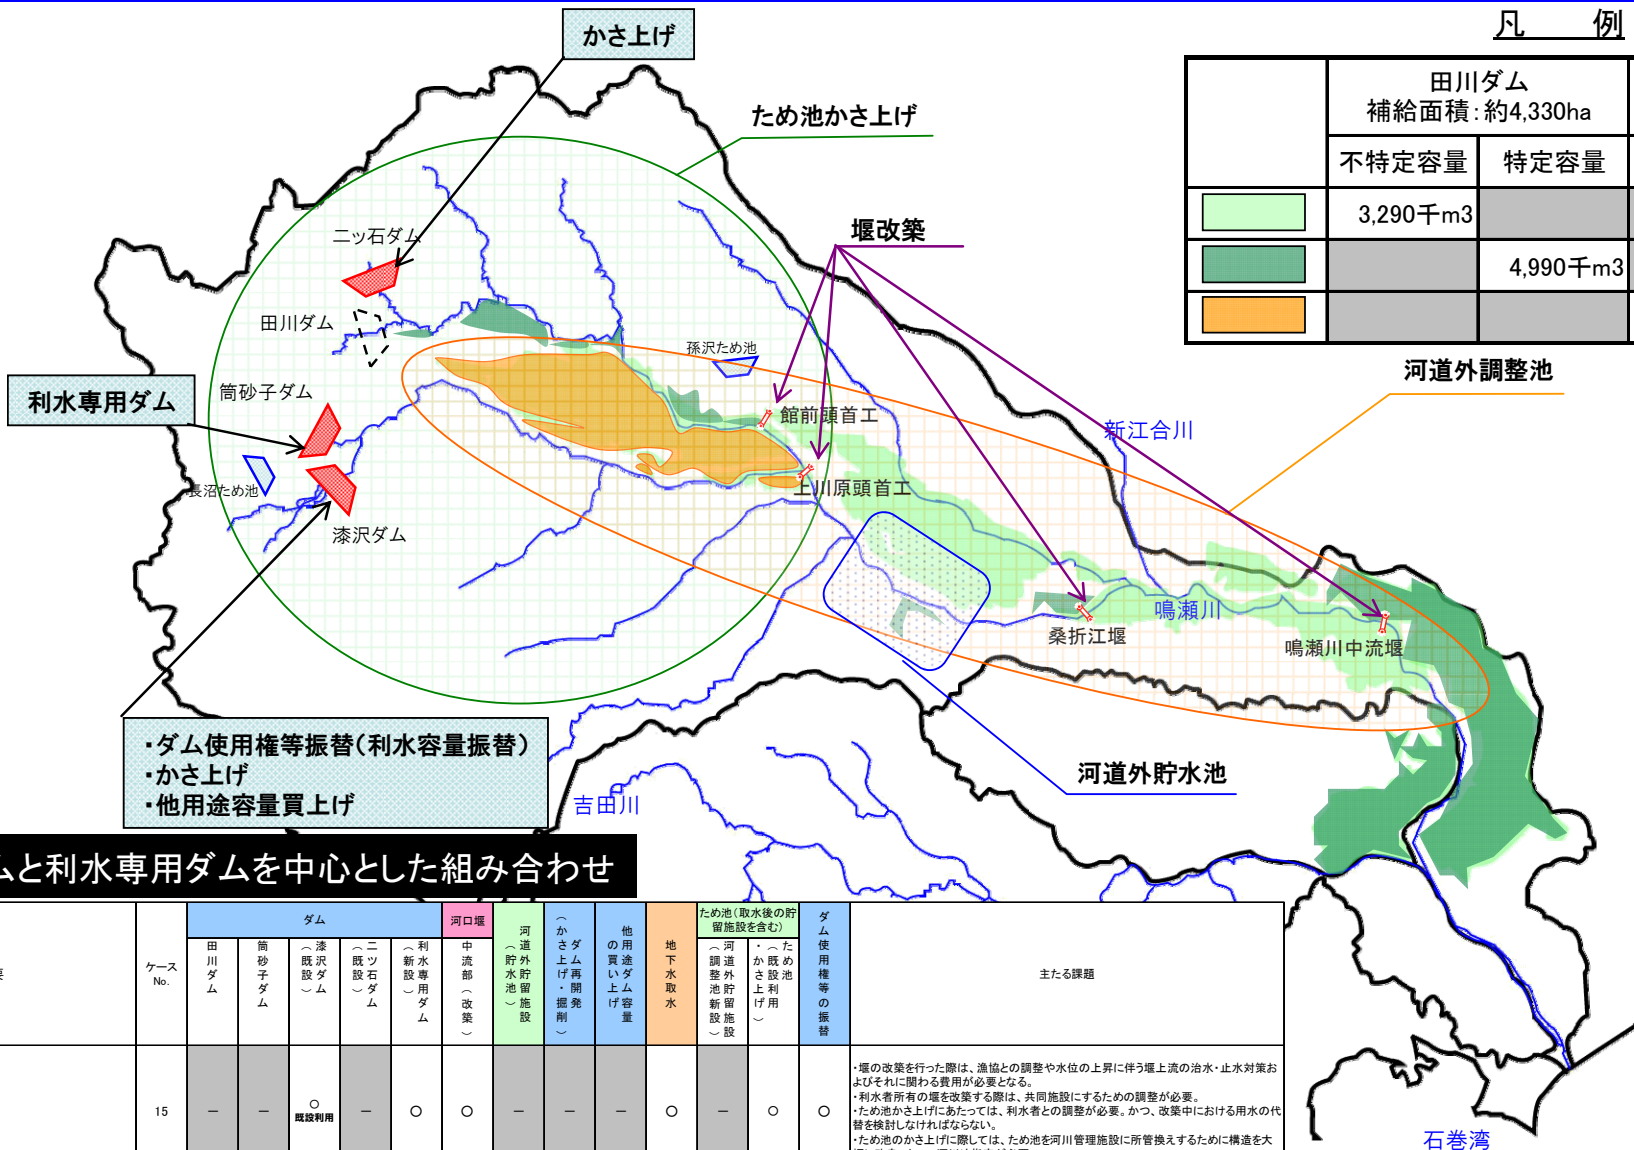 凡　例
田川ダム
補給面積：約4,330ha
不特定容量
特定容量
3,290千m3
4,990千m3
かさ上げ
ため池かさ上げ
堰改築
二ッ石ダム
田川ダム
孫沢ため池
河道外調整池
利水専用ダム
筒砂子ダム
館前頭首工
新江合川
長沼ため池
上川原頭首工
漆沢ダム
鳴瀬川
桑折江堰
鳴瀬川中流堰
・ダム使用権等振替（利水容量振替）
・かさ上げ
・他用途容量買上げ
河道外貯水池
吉田川
ムと利水専用ダムを中心とした組み合わせ
要
ケース
No.
ダム
田川ダム
筒砂子ダム
漆沢ダム
（既設）
二ツ石ダム
（既設）
利水専用ダム
（新設）
河口堰
中流部（改築）
河道外貯留施設
（貯水池）
ダム再開発
（かさ上げ・掘削）
他用途ダム容量
の買い上げ
地下水取水
ため池（取水後の貯
留施設を含む）
河道外貯留施設
（調整池新設）
ため池
（既設利用
・かさ上げ）
ダム使用権等の振替
主たる課題
15
－
－
○
既設利用
－
○
○
－
－
－
○
－
○
○
・堰の改築を行った際は、漁協との調整や水位の上昇に伴う堰上流の治水・止水対策お
よびそれに関わる費用が必要となる。
・利水者所有の堰を改築する際は、共同施設にするための調整が必要。
・ため池かさ上げにあたっては、利水者との調整が必要。かつ、改築中における用水の代
替を検討しなければならない。
・ため池のかさ上げに際しては、ため池を河川管理施設に所管換えするために構造を大
石巻湾